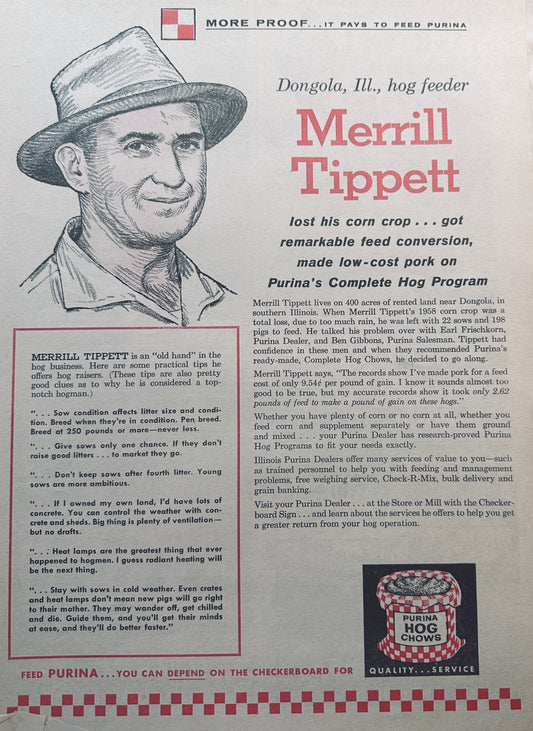 MORE PROOF...IT PAYS TO FEED PURINA
Dongola, Ill., hog feeder
Merrill
Tippett
lost his corn crop . . . got
remarkable feed conversion,
made low-cost pork on
Purina's Complete Hog Program
Merrill Tippett lives on 400 acres of rented land near Dongola, in
southern Illinois. When Merrill Tippett's 1958 corn crop was a
total loss, due to too much rain, he was left with 22 sows and 198
pigs to feed. He talked his problem over with Earl Frischkorn,
Purina Dealer, and Ben Gibbons, Purina Salesman. Tippett had
confidence in these men and when they recommended Purina's
ready-made, Complete Hog Chows, he decided to go along.
Merrill Tippett says, "The records show I've made pork for a feed
cost of only 9.54¢ per pound of gain. I know it sounds almost too
good to be true, but my accurate records show it took only 2.62
pounds of feed to make a pound of gain on these hogs."
Whether you have plenty of corn or no corn at all, whether you
feed corn and supplement separately or have them ground
and mixed . . . your Purina Dealer has research-proved Purina
Hog Programs to fit your needs exactly.
Illinois Purina Dealers offer many services of value to you—such
as trained personnel to help you with feeding and management
problems, free weighing service, Check-R-Mix, bulk delivery and
grain banking.
Visit your Purina Dealer . . . at the Store or Mill with the Checker-
board Sign . . . and learn about the services he offers to help you get
a greater return from your hog operation.
MERRILL TIPPETT is an "old hand" in the
hog business. Here are some practical tips he
offers hog raisers. (These tips are also pretty
good clues as to why he is considered a top-
notch hogman.)
". . . Sow condition affects litter size and condi-
tion. Breed when they're in condition. Pen breed.
Breed at 250 pounds or more—never less.
". . . Give sows only one chance. If they don't
raise good litters . . . to market they go.
". . . Don't keep sows after fourth litter. Young
sows are more ambitious.
". . . If I owned my own land, I'd have lots of
concrete. You can control the weather with con-
crete and sheds. Big thing is plenty of ventilation—
but no drafts.
". . . Heat lamps are the greatest thing that ever
happened to hogmen. I guess radiant heating will
be the next thing.
". . . Stay with sows in cold weather. Even crates
and heat lamps don't mean new pigs will go right
to their mother. They may wander off, get chilled
and die. Guide them, and you'll get their minds
at ease, and they'll do better faster."
PURINA
HOG
CHOWS
QUALITY...SERVICE
FEED PURINA...YOU CAN DEPEND ON THE CHECKERBOARD FOR